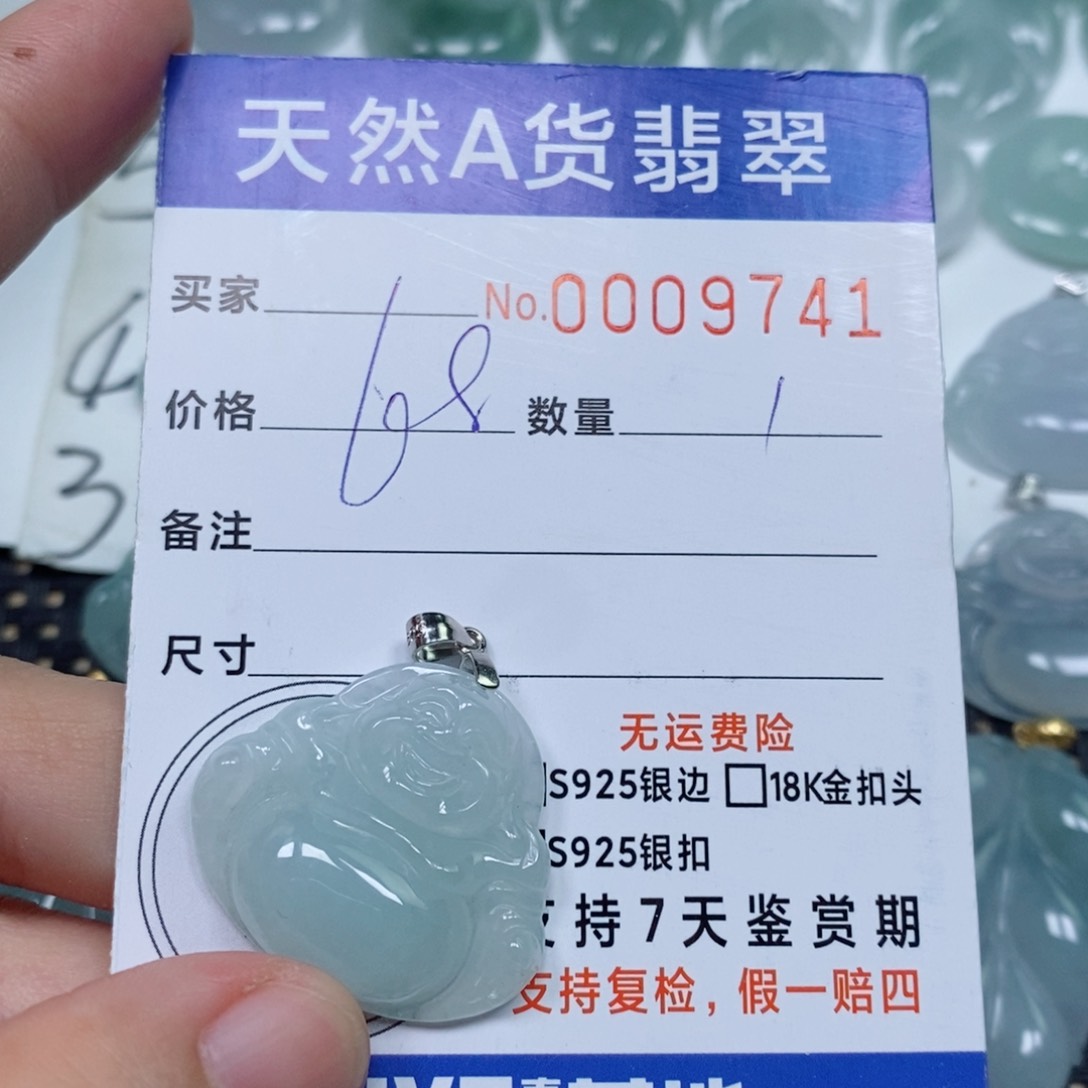 天然A货翡翠
买家 No.0009741
价格 68 数量 1
备注
尺寸
无运费险
S925银边 □18K金扣头
S925银扣
支持7天鉴赏期
支持复检，假一赔四
4
3